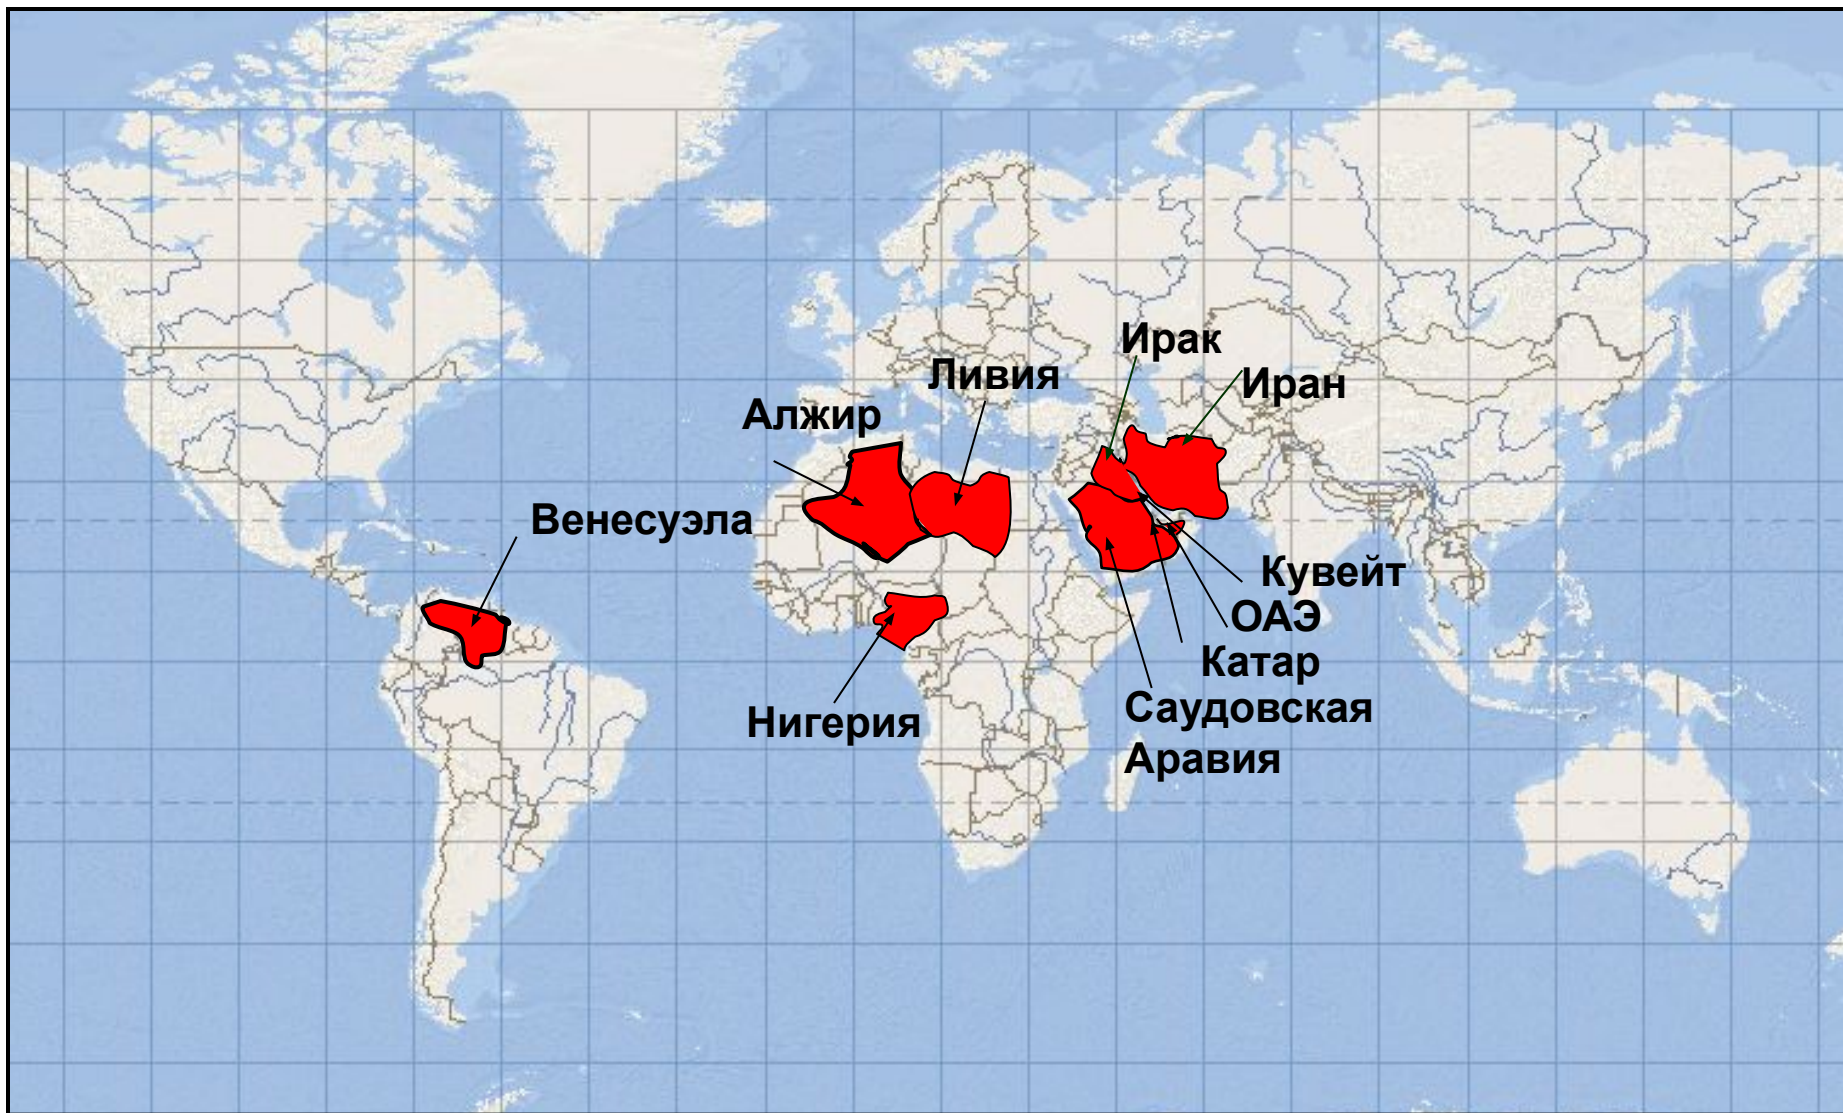 Ирак
Ливия
Иран
Алжир
Венесуэла
Кувейт
ОАЭ
Катар
Саудовская
Аравия
Нигерия